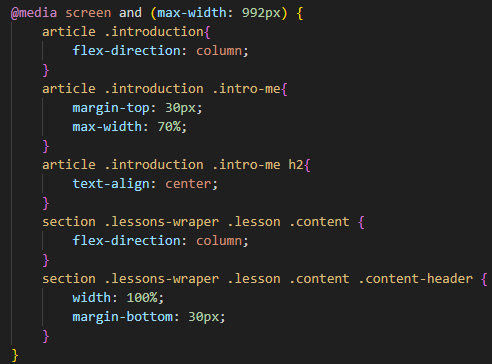 @media screen and (max-width: 992px) {
article .introduction{
flex-direction: column;
}
article .introduction .intro-me{
margin-top: 30px;
max-width: 70%;
}
article .introduction .intro-me h2{
text-align: center;
}
section .lessons-wraper .lesson .content {
flex-direction: column;
}
section .lessons-wraper .lesson .content .content-header {
width: 100%;
margin-bottom: 30px;
}
}